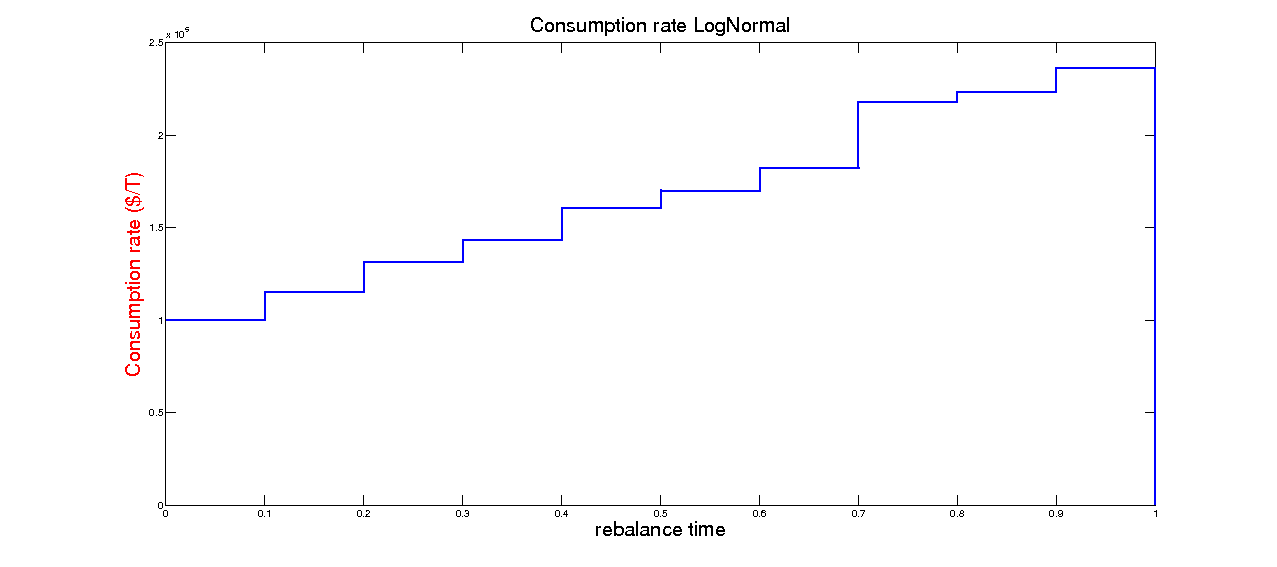 Consumption rate LogNormal
x 10^5
2.5
2
1.5
1
0.5
0
Consumption rate ($/T)
0 0.1 0.2 0.3 0.4 0.5 0.6 0.7 0.8 0.9 1
rebalance time